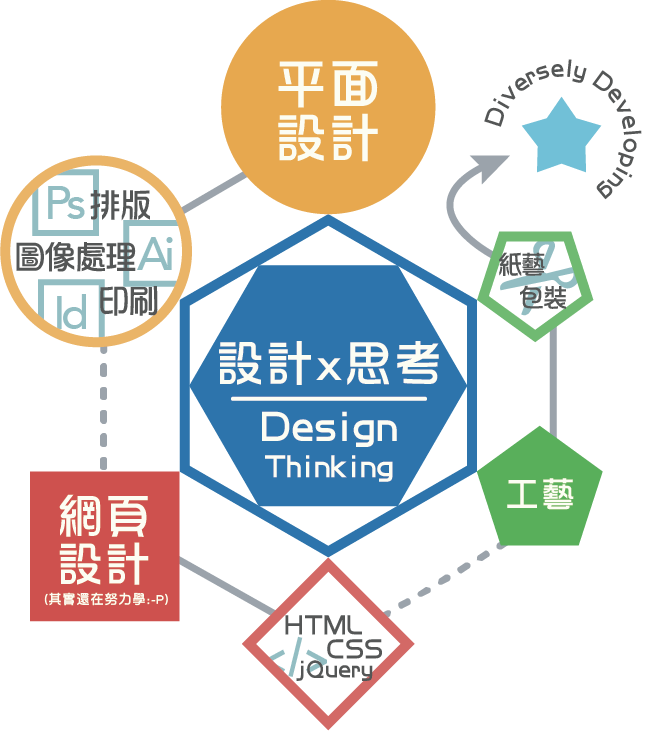 平面
設計
Diversely Developing
Ps
排版
圖像處理
Ai
印刷
Id
紙藝
包裝
設計x思考
Design
Thinking
網頁
設計
(其實還在努力學:-P)
工藝
HTML
CSS
</>
jQuery